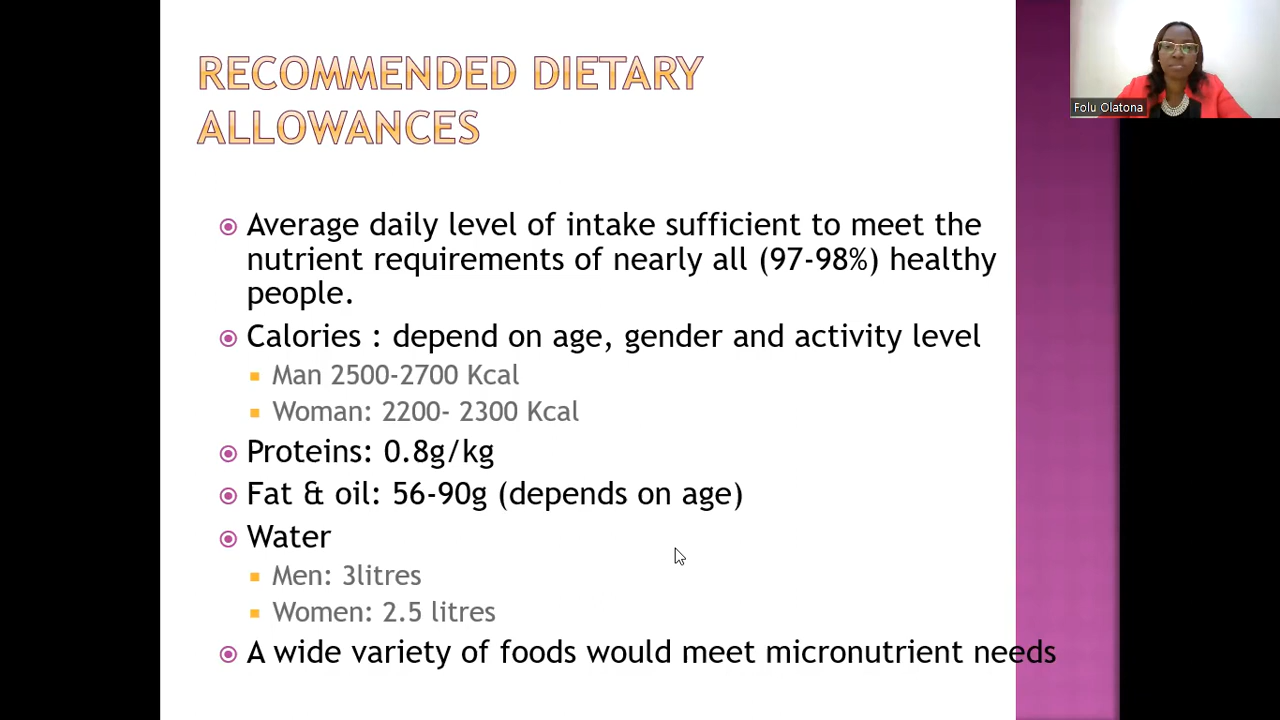 RECOMMENDED DIETARY
ALLOWANCES
Folu Olatona
Average daily level of intake sufficient to meet the
nutrient requirements of nearly all (97-98%) healthy
people.
Calories : depend on age, gender and activity level
Man 2500-2700 Kcal
Woman: 2200- 2300 Kcal
Proteins: 0.8g/kg
Fat & oil: 56-90g (depends on age)
Water
Men: 3litres
Women: 2.5 litres
A wide variety of foods would meet micronutrient needs